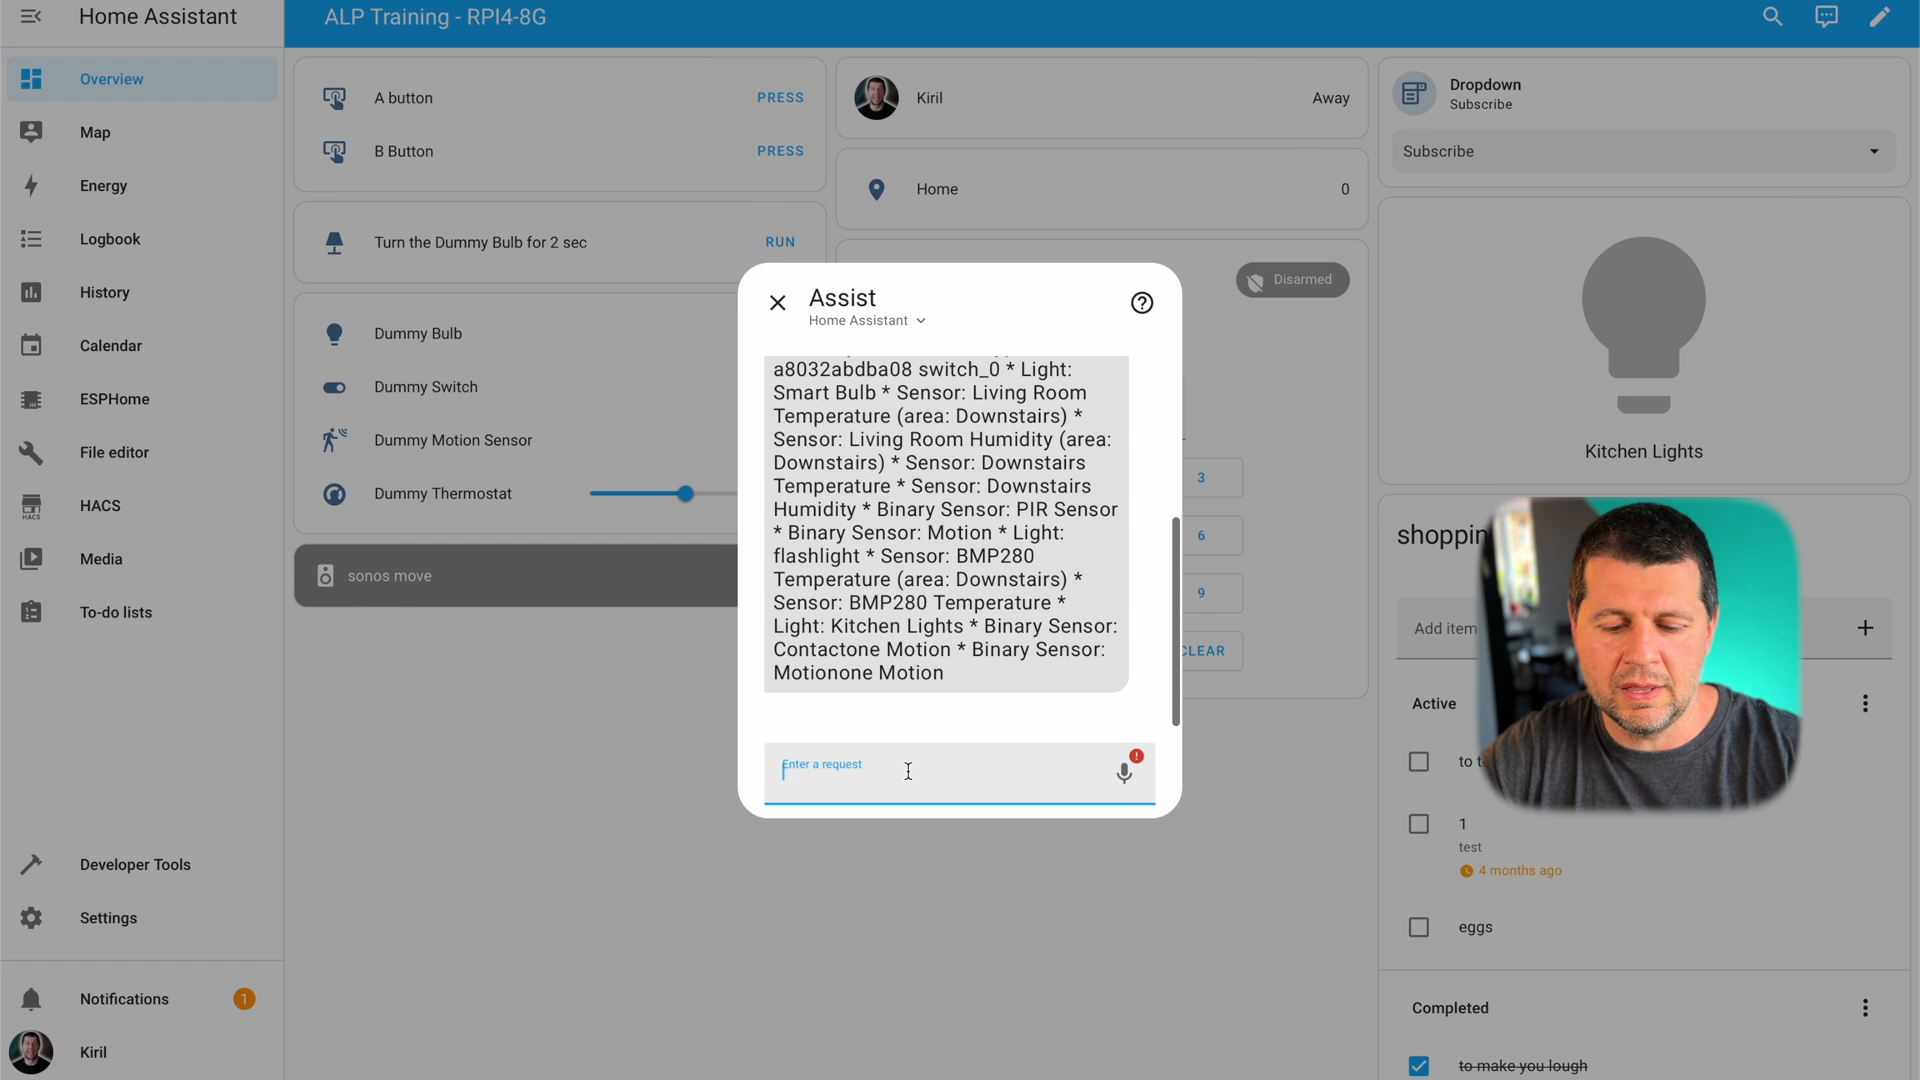 Home Assistant
ALP Training - RPI4-8G
Overview
Map
Energy
Logbook
History
Calendar
ESPHome
File editor
HACS
HACS
Media
To-do lists
Developer Tools
Settings
Notifications
1
Kiril
A button
PRESS
B Button
PRESS
Turn the Dummy Bulb for 2 sec
RUN
Dummy Bulb
Dummy Switch
Dummy Motion Sensor
Dummy Thermostat
sonos move
Kiril
Away
Home
0
Disarmed
3
6
9
CLEAR
Assist
Home Assistant
a8032abdba08 switch_0 * Light:
Smart Bulb * Sensor: Living Room
Temperature (area: Downstairs) *
Sensor: Living Room Humidity (area:
Downstairs) * Sensor: Downstairs
Temperature * Sensor: Downstairs
Humidity * Binary Sensor: PIR Sensor
* Binary Sensor: Motion * Light:
flashlight * Sensor: BMP280
Temperature (area: Downstairs) *
Sensor: BMP280 Temperature *
Light: Kitchen Lights * Binary Sensor:
Contactone Motion * Binary Sensor:
Motionone Motion
Enter a request
Dropdown
Subscribe
Subscribe
Kitchen Lights
Add item
Active
1
test
4 months ago
eggs
Completed
to make you lough